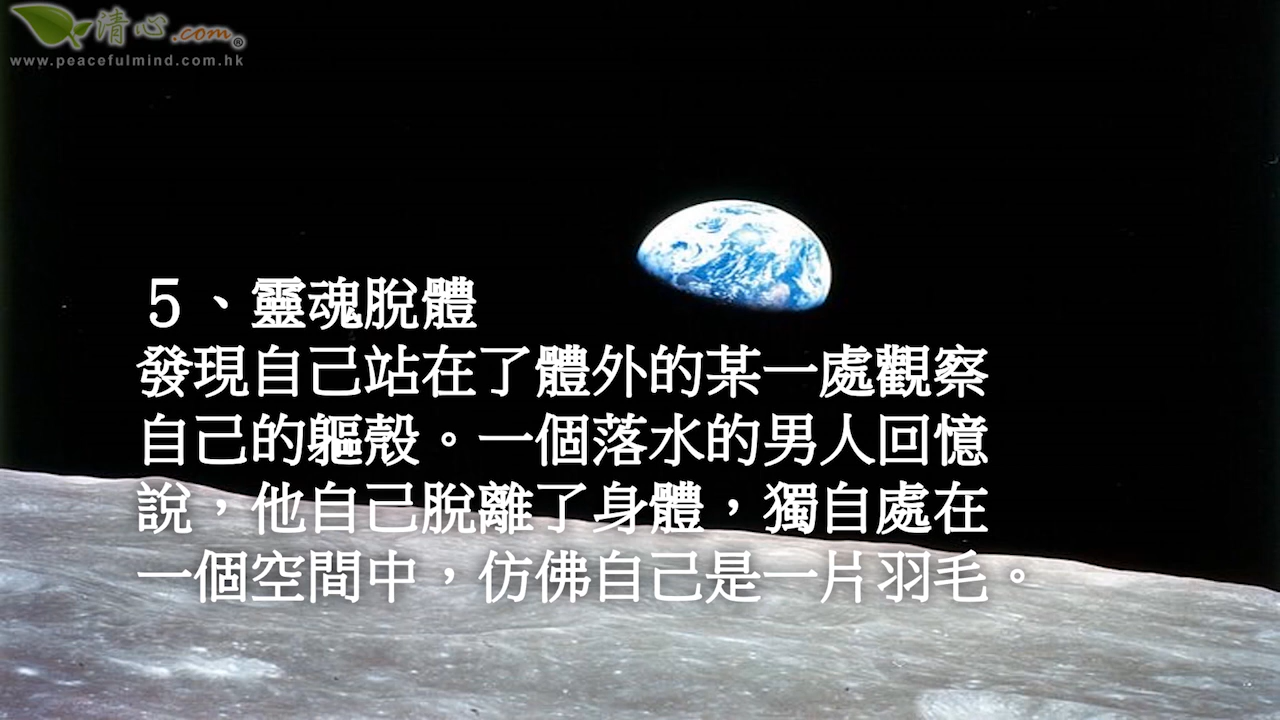 清心.com®
www.peacefulmind.com.hk
５、靈魂脫體
發現自己站在了體外的某一處觀察
自己的軀殼。一個落水的男人回憶
說，他自己脫離了身體，獨自處在
一個空間中，仿佛自己是一片羽毛。